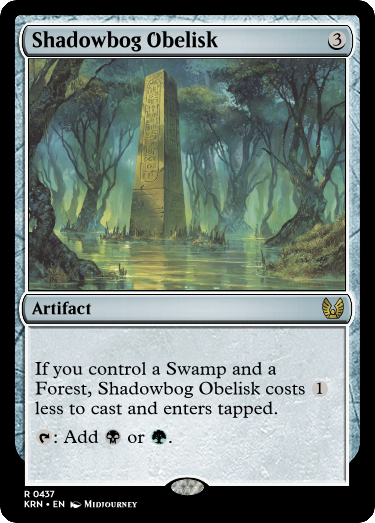 Shadowbog Obelisk 3
Artifact
If you control a Swamp and a
Forest, Shadowbog Obelisk costs 1
less to cast and enters tapped.
: Add or .
R 0437
KRN • EN Midjourney